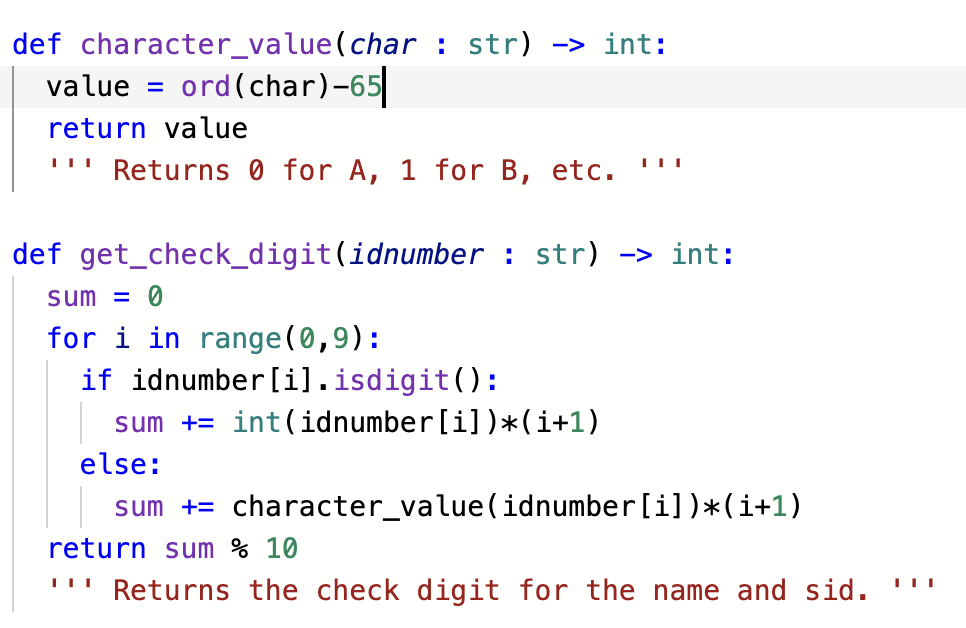 def character_value(char : str) -> int:
  value = ord(char)-65
  return value
  ''' Returns 0 for A, 1 for B, etc. '''

def get_check_digit(idnumber : str) -> int:
  sum = 0
  for i in range(0,9):
    if idnumber[i].isdigit():
      sum += int(idnumber[i])*(i+1)
    else:
      sum += character_value(idnumber[i])*(i+1)
  return sum % 10
  ''' Returns the check digit for the name and sid. '''